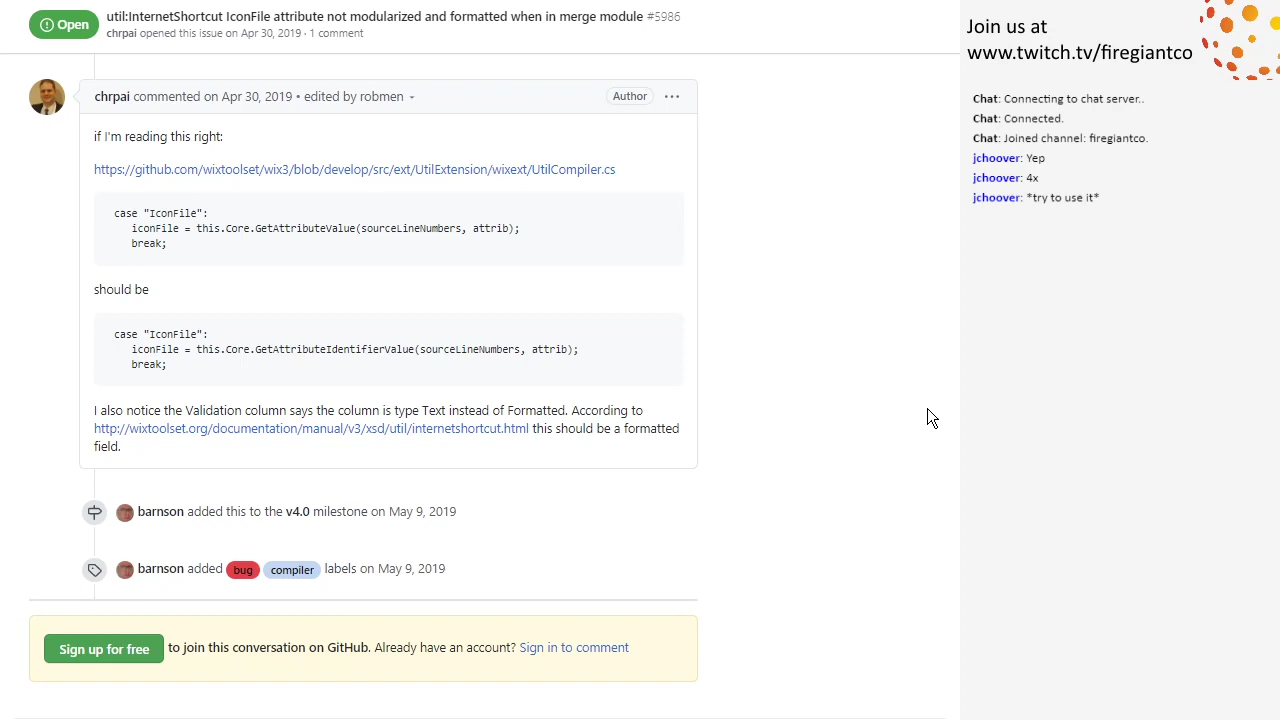 Open
util:InternetShortcut IconFile attribute not modularized and formatted when in merge module #5986
chrpai opened this issue on Apr 30, 2019 · 1 comment
chrpai commented on Apr 30, 2019 • edited by robmen
Author
if I'm reading this right:
https://github.com/wixtoolset/wix3/blob/develop/src/ext/UtilExtension/wixext/UtilCompiler.cs
case "IconFile":
iconFile = this.Core.GetAttributeValue(sourceLineNumbers, attrib);
break;
should be
case "IconFile":
iconFile = this.Core.GetAttributeIdentifierValue(sourceLineNumbers, attrib);
break;
I also notice the Validation column says the column is type Text instead of Formatted. According to
http://wixtoolset.org/documentation/manual/v3/xsd/util/internetshortcut.html this should be a formatted
field.
barnson added this to the v4.0 milestone on May 9, 2019
barnson added bug compiler labels on May 9, 2019
Sign up for free to join this conversation on GitHub. Already have an account? Sign in to comment
Join us at
www.twitch.tv/firegiantco
Chat: Connecting to chat server..
Chat: Connected.
Chat: Joined channel: firegiantco.
jchoover: Yep
jchoover: 4x
jchoover: *try to use it*